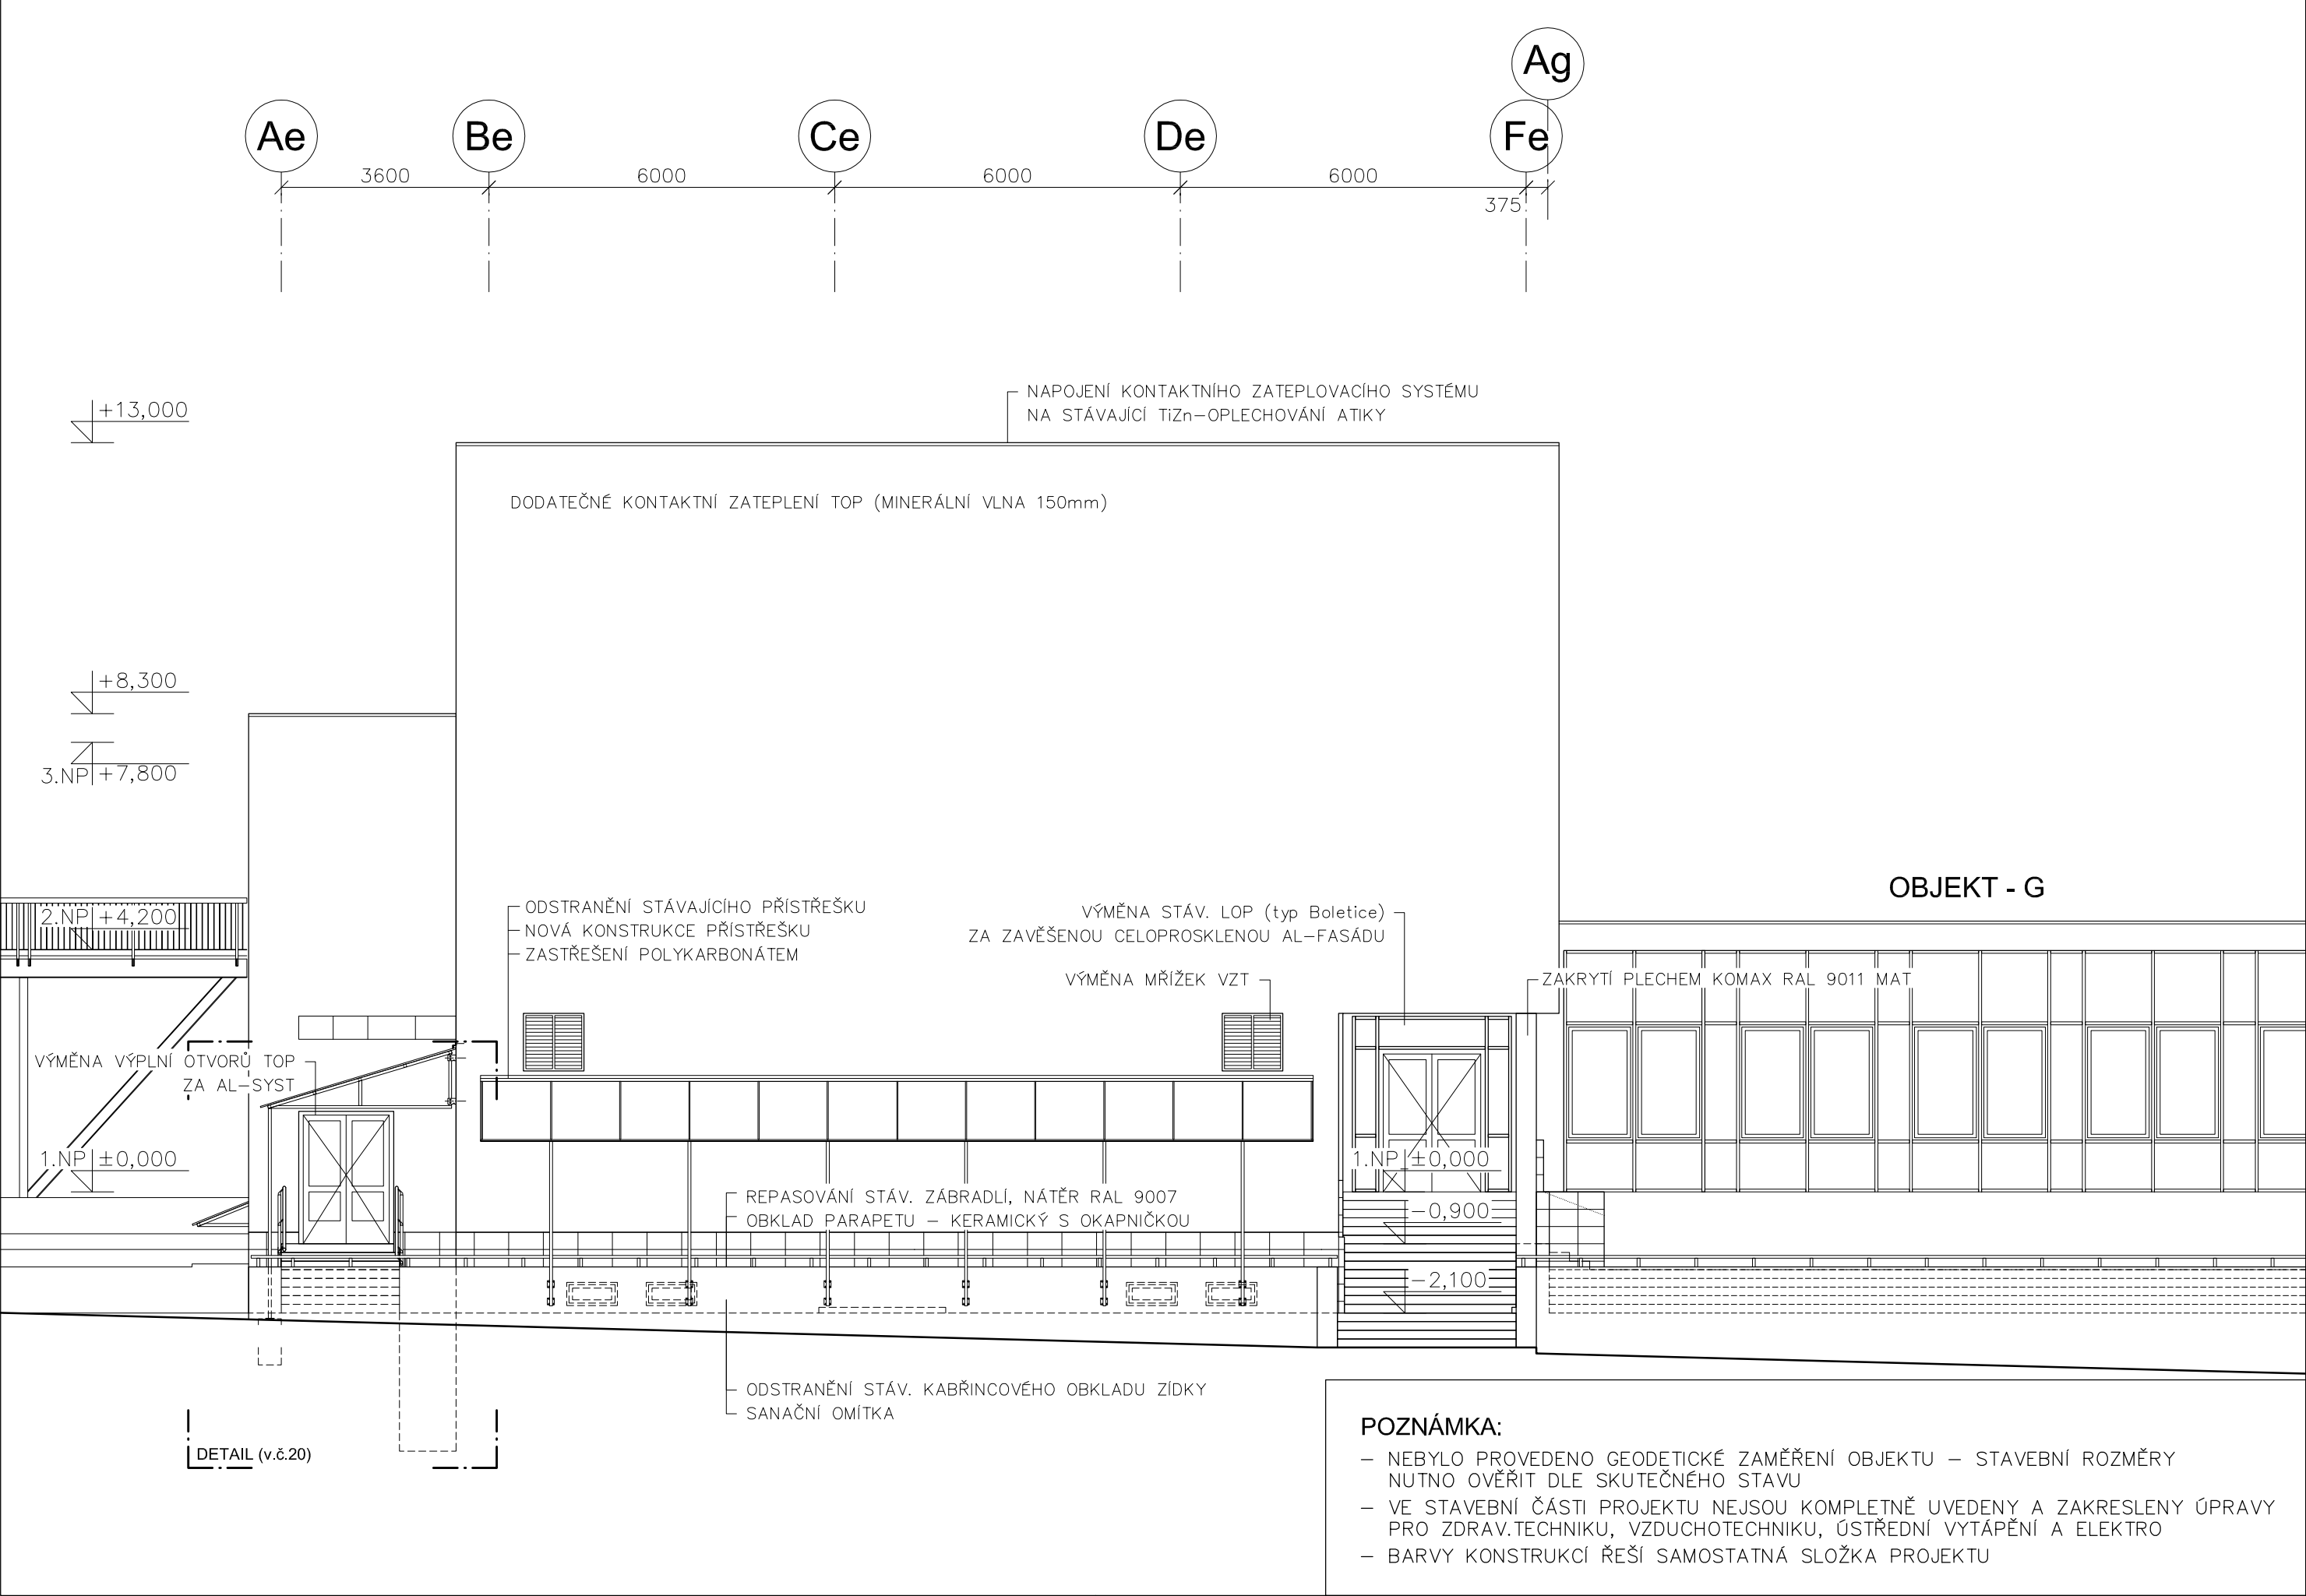 Ag
Ae
Be
Ce
De
Fe
3600
6000
6000
6000
375
NAPOJENÍ KONTAKTNÍHO ZATEPLOVACÍHO SYSTÉMU
NA STÁVAJÍCÍ TiZn–OPLECHOVÁNÍ ATIKY
+13,000
DODATEČNÉ KONTAKTNÍ ZATEPLENÍ TOP (MINERÁLNÍ VLNA 150mm)
+8,300
3.NP +7,800
OBJEKT - G
2.NP +4,200
ODSTRANĚNÍ STÁVAJÍCÍHO PŘÍSTŘEŠKU
NOVÁ KONSTRUKCE PŘÍSTŘEŠKU
ZASTŘEŠENÍ POLYKARBONÁTEM
VÝMĚNA STÁV. LOP (typ Boletice)
ZA ZAVĚŠENOU CELOPROSKLENOU AL–FASÁDU
VÝMĚNA MŘÍŽEK VZT
ZAKRYTÍ PLECHEM KOMAX RAL 9011 MAT
VÝMĚNA VÝPLNÍ OTVORŮ TOP
ZA AL–SYST
1.NP ±0,000
1.NP ±0,000
REPASOVÁNÍ STÁV. ZÁBRADLÍ, NÁTĚR RAL 9007
OBKLAD PARAPETU – KERAMICKÝ S OKAPNIČKOU
–0,900
–2,100
ODSTRANĚNÍ STÁV. KABŘINCOVÉHO OBKLADU ZÍDKY
SANAČNÍ OMÍTKA
DETAIL (v.č.20)
POZNÁMKA:
– NEBYLO PROVEDENO GEODETICKÉ ZAMĚŘENÍ OBJEKTU – STAVEBNÍ ROZMĚRY
NUTNO OVĚŘIT DLE SKUTEČNÉHO STAVU
– VE STAVEBNÍ ČÁSTI PROJEKTU NEJSOU KOMPLETNĚ UVEDENY A ZAKRESLENY ÚPRAVY
PRO ZDRAV.TECHNIKU, VZDUCHOTECHNIKU, ÚSTŘEDNÍ VYTÁPĚNÍ A ELEKTRO
– BARVY KONSTRUKCÍ ŘEŠÍ SAMOSTATNÁ SLOŽKA PROJEKTU